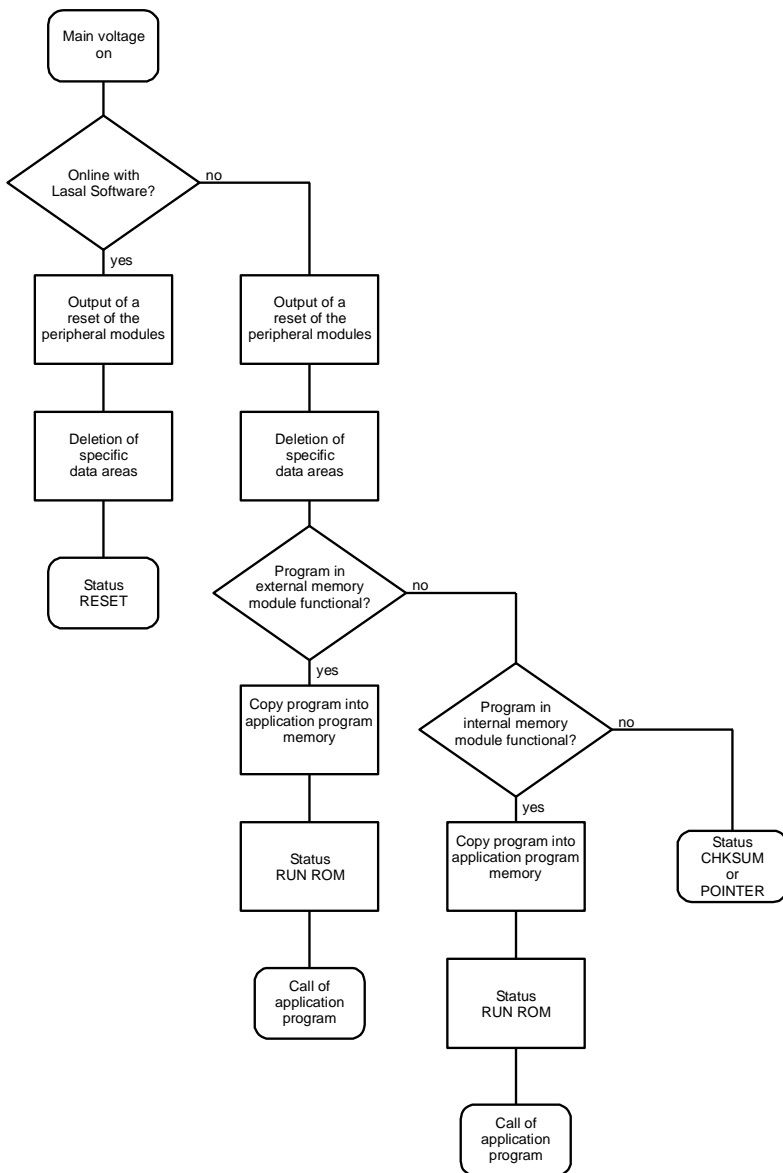 Main voltage
on
Online with
Lasal Software?
no
yes
Output of a
reset of the
peripheral modules
Output of a
reset of the
peripheral modules
Deletion of
specific
data areas
Deletion of
specific
data areas
Status
RESET
Program in
external memory
module functional?
no
yes
Copy program into
application program
memory
Program in
internal memory
module functional?
no
yes
Status
RUN ROM
Copy program into
application program
memory
Status
CHKSUM
or
POINTER
Call of
application
program
Status
RUN ROM
Call of
application
program